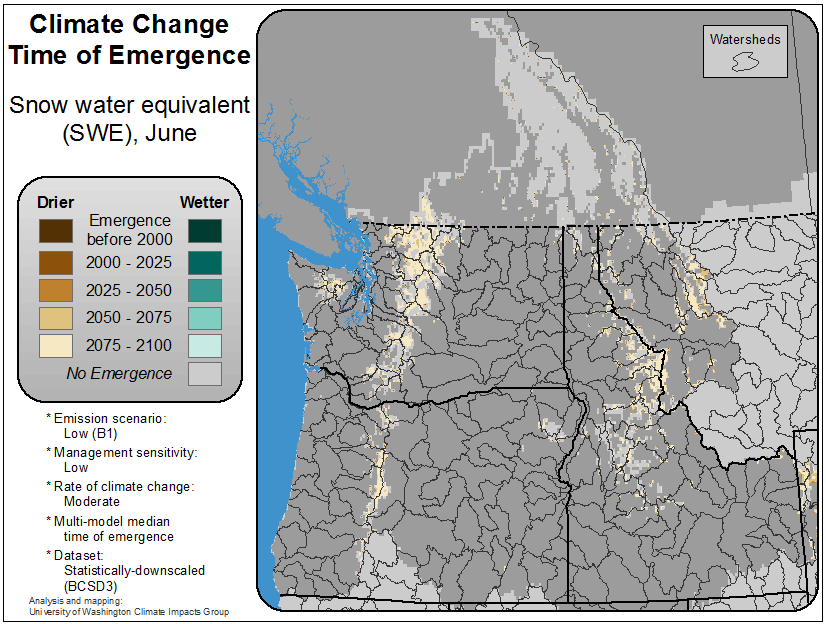 Climate Change
Time of Emergence
Snow water equivalent
(SWE), June
Drier
Wetter
Emergence
before 2000
2000 - 2025
2025 - 2050
2050 - 2075
2075 - 2100
No Emergence
* Emission scenario:
Low (B1)
* Management sensitivity:
Low
* Rate of climate change:
Moderate
* Multi-model median
time of emergence
* Dataset:
Statistically-downscaled
(BCSD3)
Analysis and mapping:
University of Washington Climate Impacts Group
Watersheds